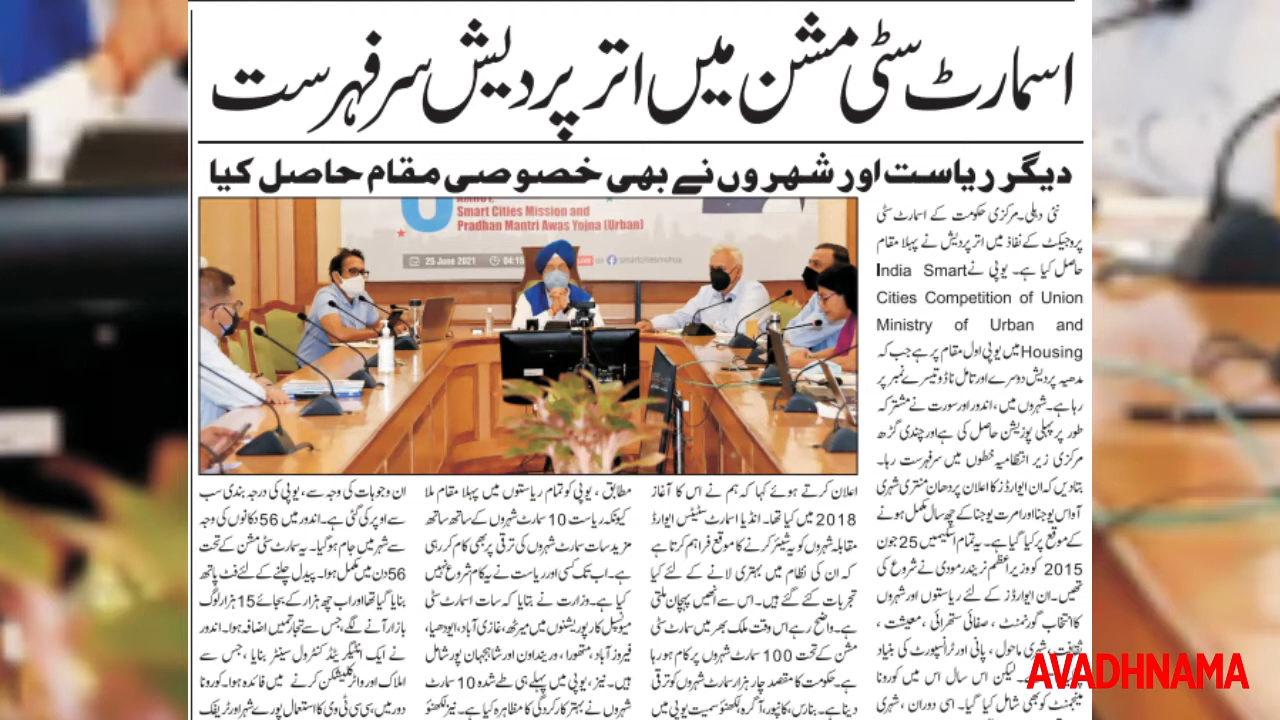 اسمارٹ سٹی مشن میں اتر پردیش سرفہرست
دیگر ریاست اور شہروں نے بھی خصوصی مقام حاصل کیا
Smart Cities Mission and
Pradhan Mantri Awas Yojna (Urban)
25 June 2021
smartcitiesmohua
نئی دہلی۔ مرکزی حکومت کے اسمارٹ سٹی
پروجیکٹ کے نفاذ میں اتر پردیش نے پہلا مقام
حاصل کیا ہے۔ یوپی نے India Smart
Cities Competition of Union
Ministry of Urban and
Housing میں یوپی اول مقام پر ہے جب کہ
مدھیہ پردیش دوسرے اور تامل ناڈو تیسرے نمبر پر
رہا ہے۔ شہروں میں، اندور اور سورت نے مشترکہ
طور پر پہلی پوزیشن حاصل کی ہے اور چندی گڑھ
مرکزی زیر انتظامیہ خطوں میں سرفہرست رہا۔
بتادیں کہ ان ایوارڈز کا اعلان پردھان منتری شہری
آواس یوجنا اور امرت یوجنا کے چھ سال مکمل ہونے
کے موقع پر کیا گیا ہے۔ یہ تمام اسکیمیں 25 جون
2015 کو وزیر اعظم نریندر مودی نے شروع کی
تھیں۔ ان ایوارڈز کے لئے ریاستوں اور شہروں
کا انتخاب گورنمنٹ ، صفائی ستھرائی ، معیشت ،
ثقافت، شہری ماحول ، پانی اور ٹرانسپورٹ کی بنیاد
لیکن اس سال اس میں کورونا
مینجمنٹ کو بھی شامل کیا گیا۔ اسی دوران ، شہری
اعلان کرتے ہوئے کہا کہ ہم نے اس کا آغاز
2018 میں کیا تھا۔ انڈیا اسمارٹ سٹیٹس ایوارڈ
مقابلہ شہروں کو یہ شیئر کرنے کا موقع فراہم کرتا ہے
کہ ان کی نظام میں بہتری لانے کے لئے کیا
تجربات کئے گئے ہیں۔ اس سے انھیں پہچان ملتی
ہے۔ واضح رہے اس وقت ملک بھر میں سمارٹ سٹی
مشن کے تحت 100 سمارٹ شہروں پر کام ہو رہا
ہے۔ حکومت کا مقصد چار ہزار سمارٹ شہروں کو ترقی
دینا ہے۔ بنارس، کانپور، آگرہ، لکھنؤ سمیت یوپی میں
مطابق ، یوپی کو تمام ریاستوں میں پہلا مقام ملا
کیونکہ ریاست 10 سمارٹ شہروں کے ساتھ ساتھ
مزید سات سمارٹ شہروں کی ترقی پر بھی کام کر رہی
ہے۔ اب تک کسی اور ریاست نے یہ کام شروع نہیں
کیا ہے۔ وزارت نے بتایا کہ سات اسمارٹ سٹی
میونسپل کارپوریشنوں میں میرٹھ، غازی آباد، ایودھیا،
فیروز آباد، متھورا ، ورینداون اور شاہجہان پور شامل
ہیں۔ نیز ، یوپی میں پہلے ہی طے شدہ 10 سمارٹ
شہروں نے بہتر کارکردگی کا مظاہرہ کیا ہے۔ نیز لکھنؤ
ان وجوہات کی وجہ سے، یوپی کی درجہ بندی سب
سے اوپر کی گئی ہے۔ اندور میں 56 دکانوں کی وجہ
سے شہر میں جام ہوگیا۔ یہ سمارٹ سٹی مشن کے تحت
56 دن میں مکمل ہوا۔ پیدل چلنے کے لئے فٹ پاتھ
بنایا گیا تھا اور اب چھ ہزار کے بجائے 15 ہزار لوگ
بازار آنے لگے، جس سے تجارت میں اضافہ ہوا۔ اندور
نے ایک انٹیگریٹڈ کنٹرول سینٹر بنایا ، جس سے
املاک اور واٹر کلیکشن کرنے میں فائدہ ہوا۔ کورونا
دور میں سی سی ٹی وی کا استعمال پورے شہر اور ٹریفک
AVADHNAMA